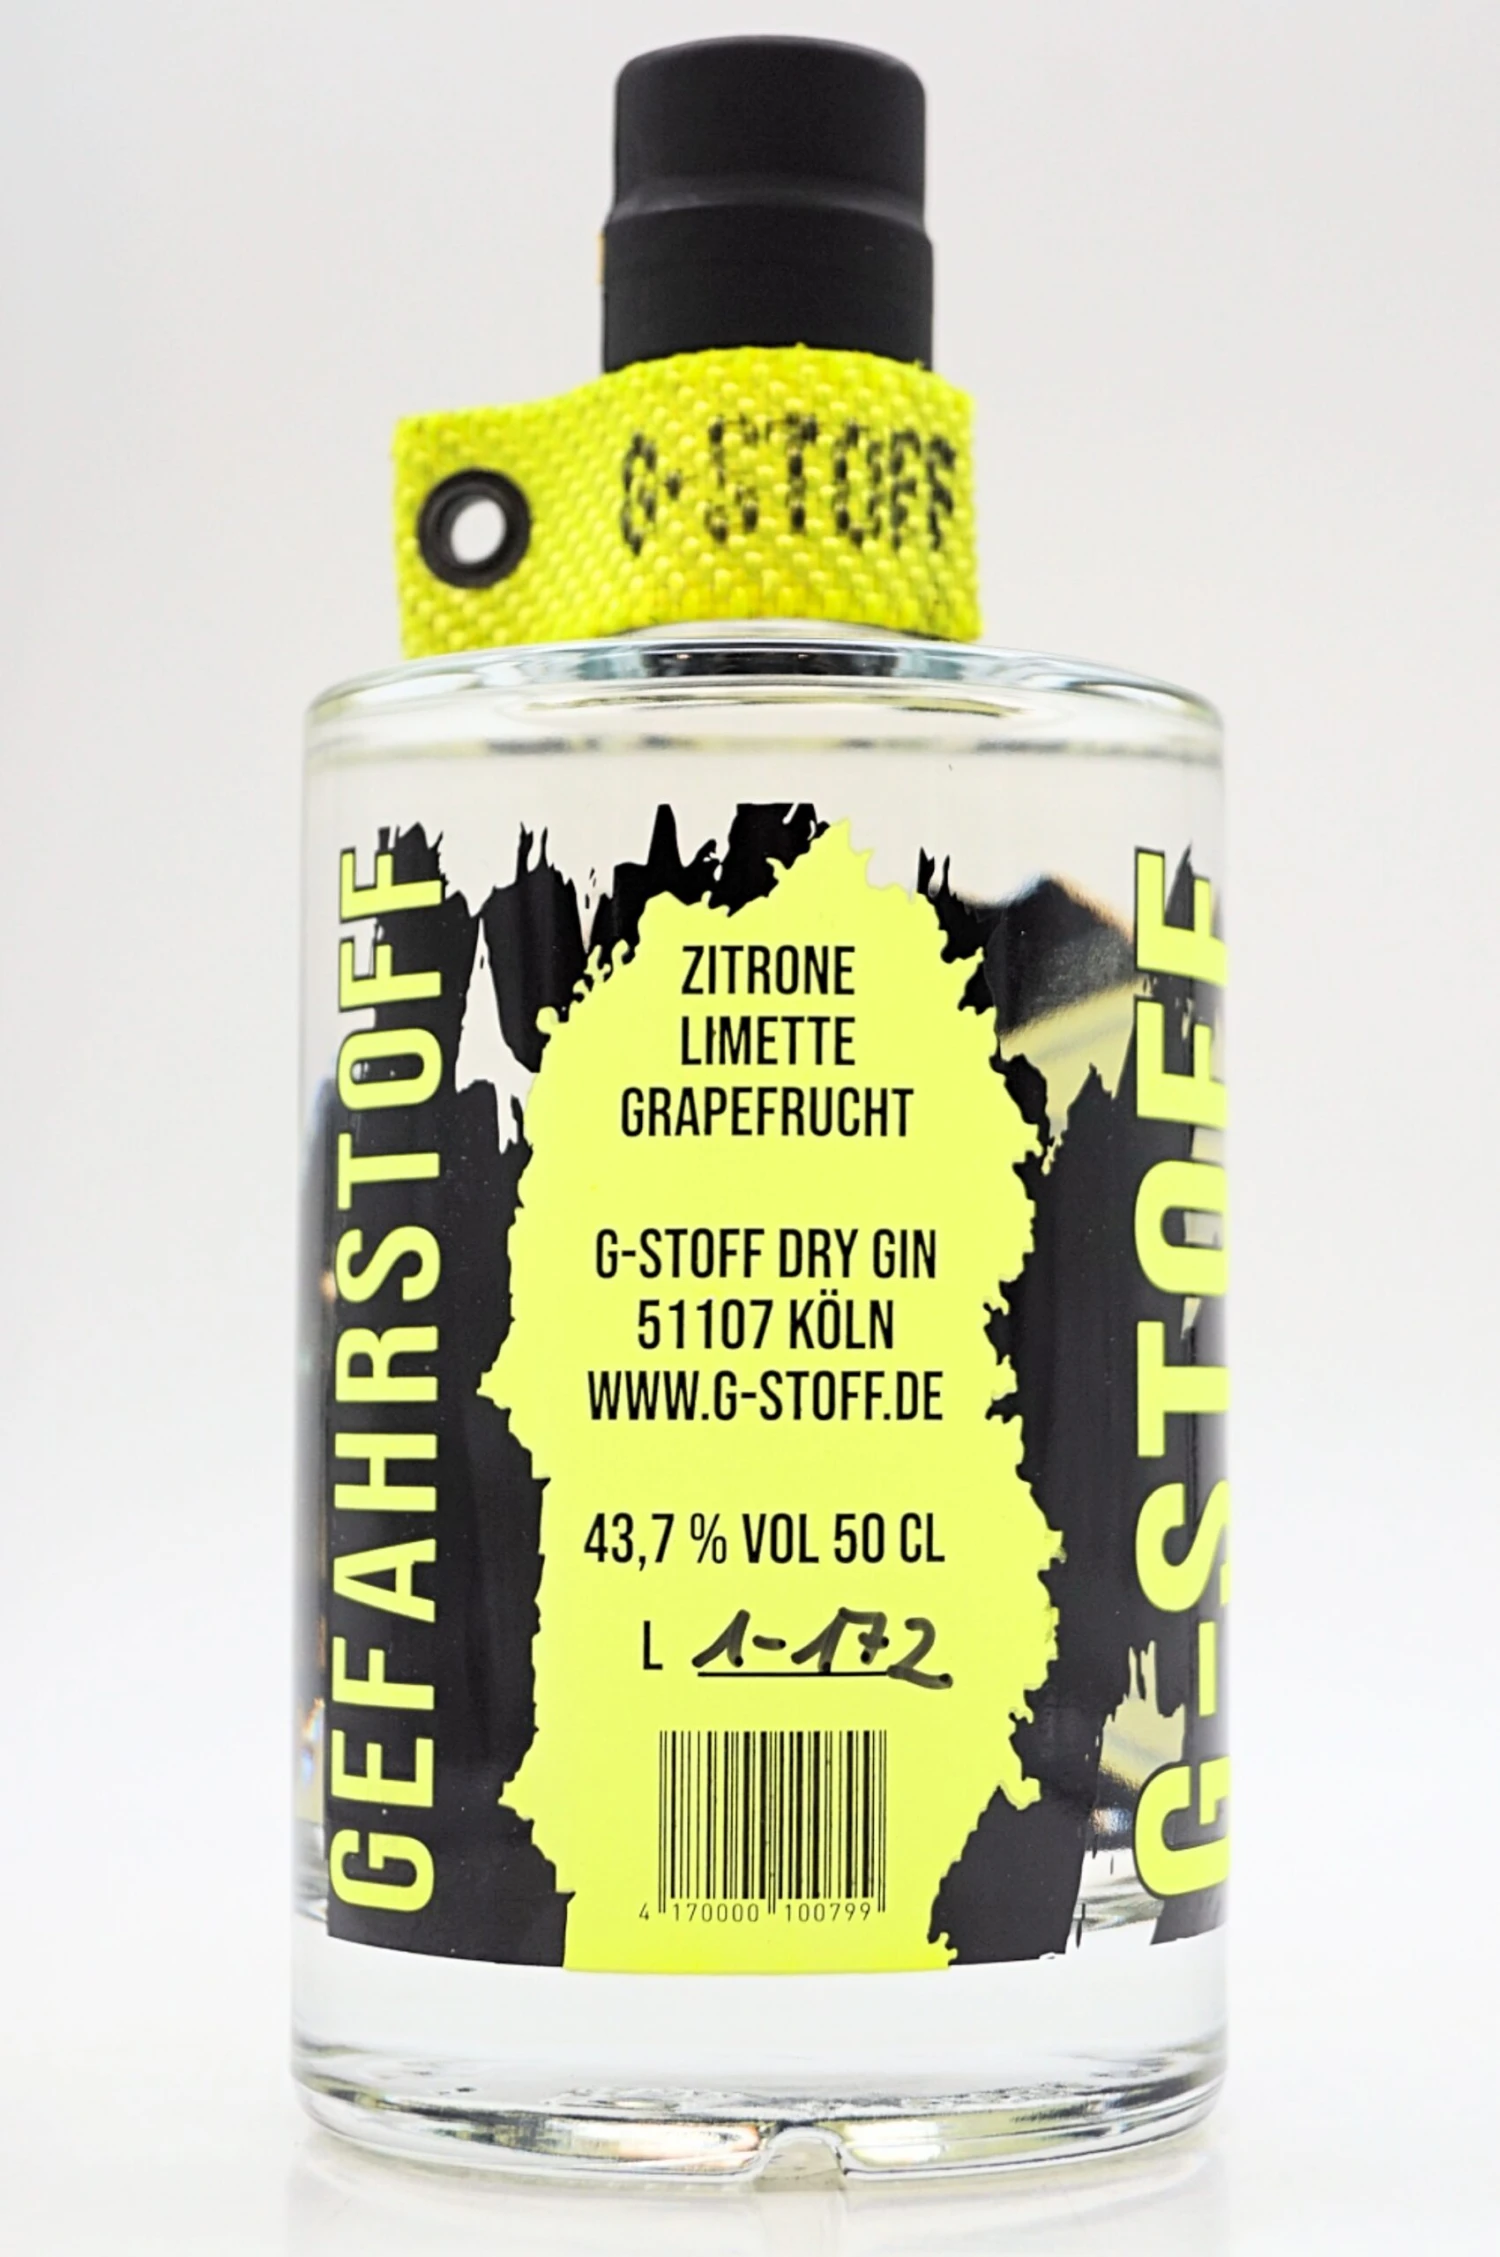 G-STOFF
GEFAHRSTOFF
ZITRONE
LIMETTE
GRAPEFRUCHT
G-STOFF DRY GIN
51107 KÖLN
WWW.G-STOFF.DE
43,7 % VOL 50 CL
L 1-172
4 170000 100799
G-STOFF